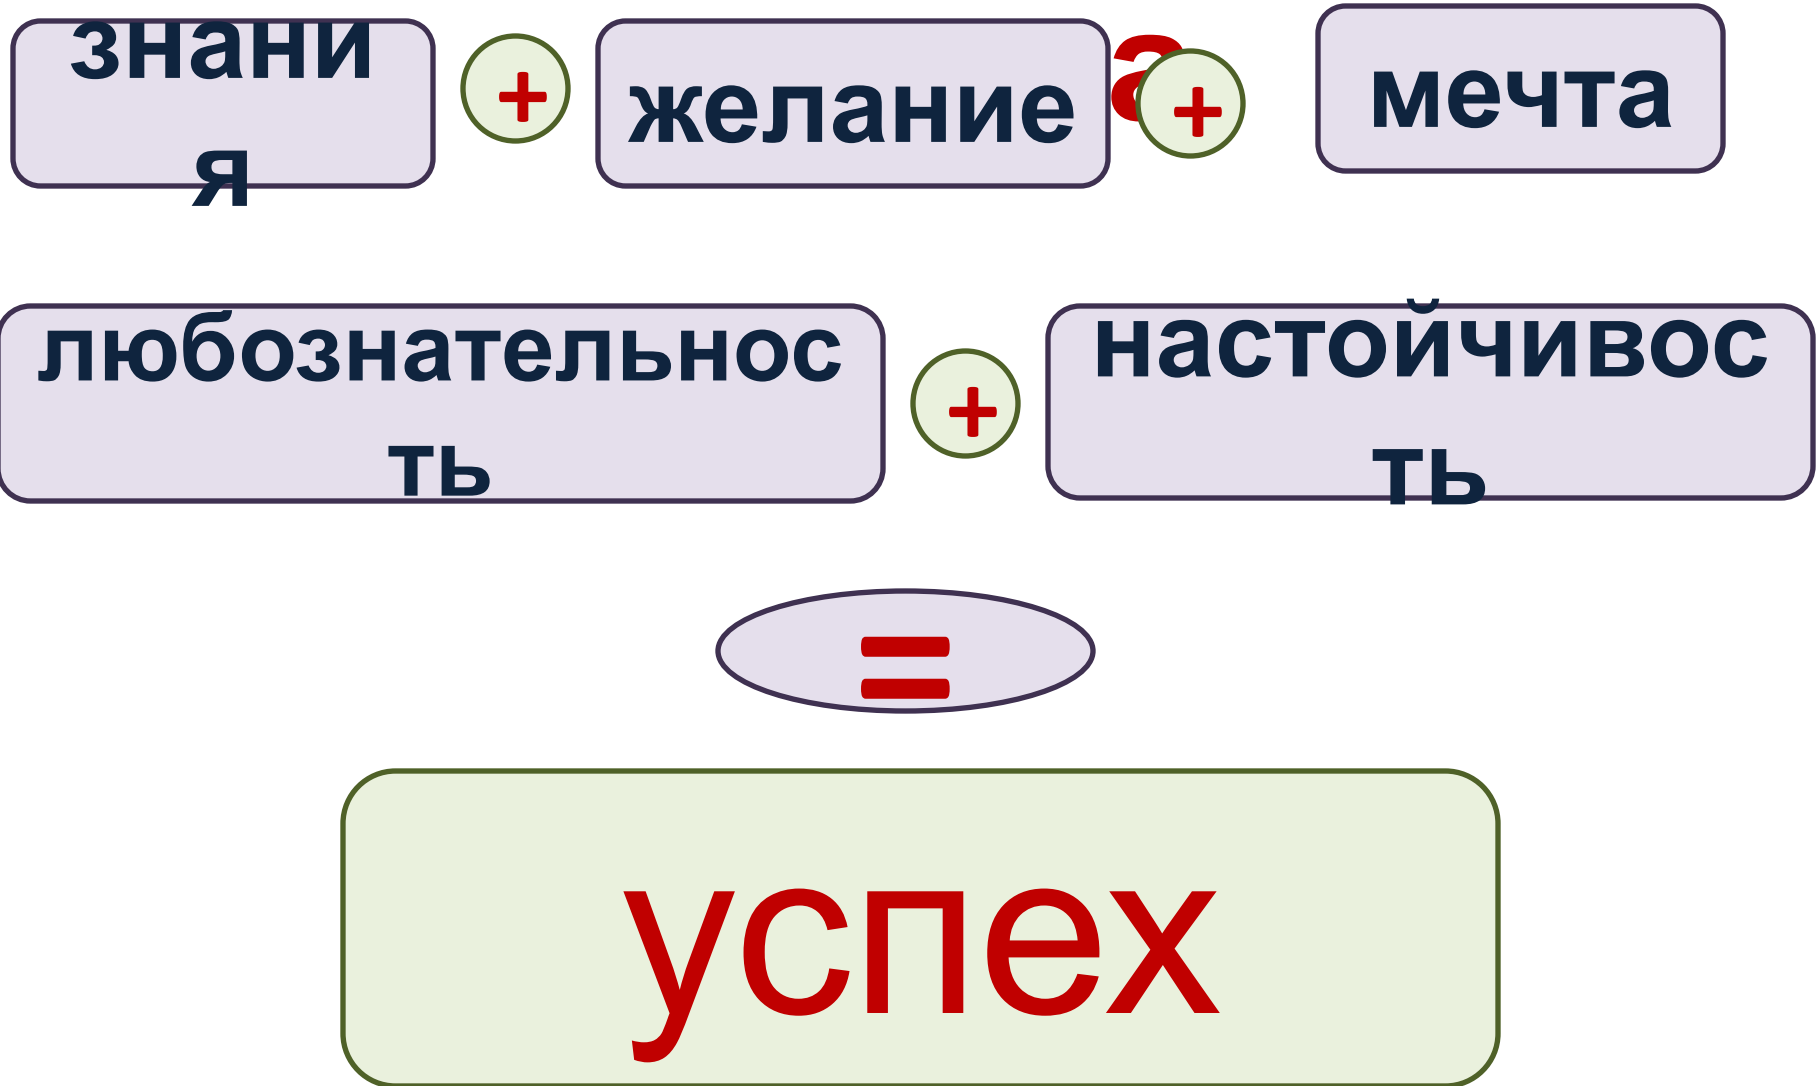 знани
я
+
желание
а
+
мечта
любознательнос
ть
+
настойчивос
ть
=
успех